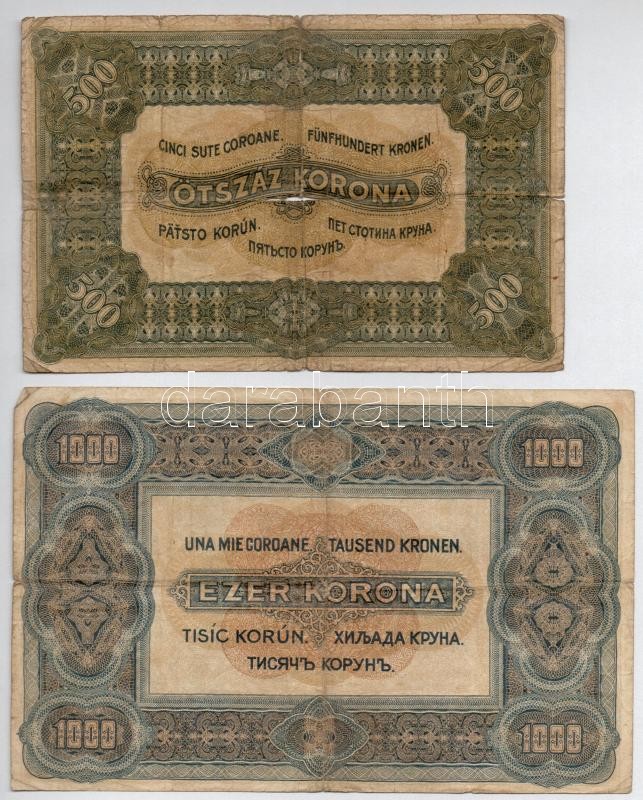 500 500
CINCI SUTE COROANE. FÜNFHUNDERT KRONEN.
ÖTSZÁZ KORONA
PÄŤSTO KORÚN. ПЕТ СТОТИНА КРУНА.
ПЯТЬСТО КОРУНЪ.
500 500
darabanth
1000 1000
UNA MIE COROANE. TAUSEND KRONEN.
EZER KORONA
TISÍC KORÚN. ХИЉАДА КРУНА.
ТИСЯЧЪ КОРУНЪ.
1000 1000